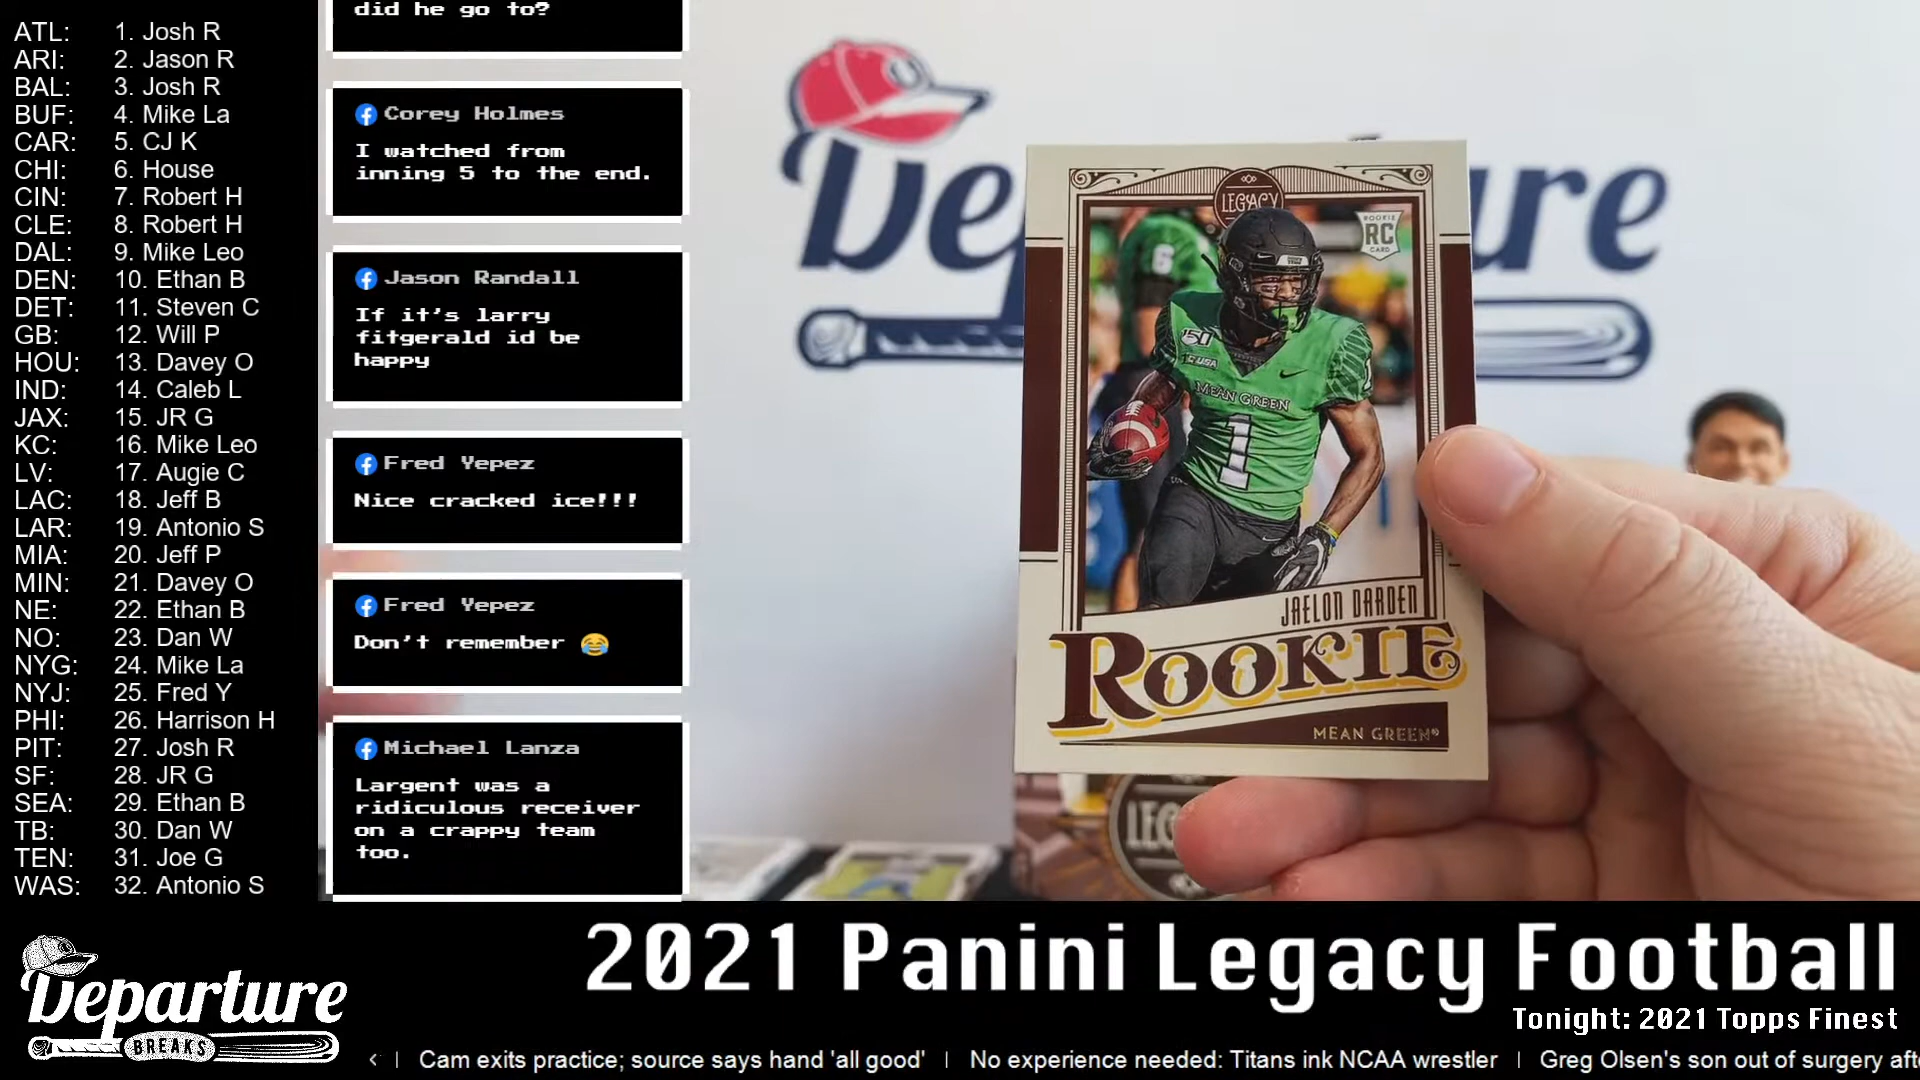 ATL: 1. Josh R
ARI: 2. Jason R
BAL: 3. Josh R
BUF: 4. Mike La
CAR: 5. CJ K
CHI: 6. House
CIN: 7. Robert H
CLE: 8. Robert H
DAL: 9. Mike Leo
DEN: 10. Ethan B
DET: 11. Steven C
GB: 12. Will P
HOU: 13. Davey O
IND: 14. Caleb L
JAX: 15. JR G
KC: 16. Mike Leo
LV: 17. Augie C
LAC: 18. Jeff B
LAR: 19. Antonio S
MIA: 20. Jeff P
MIN: 21. Davey O
NE: 22. Ethan B
NO: 23. Dan W
NYG: 24. Mike La
NYJ: 25. Fred Y
PHI: 26. Harrison H
PIT: 27. Josh R
SF: 28. JR G
SEA: 29. Ethan B
TB: 30. Dan W
TEN: 31. Joe G
WAS: 32. Antonio S
did he go to?
Corey Holmes
I watched from
inning 5 to the end.
Jason Randall
If it's larry
fitgerald id be
happy
Fred Yepez
Nice cracked ice!!!
Fred Yepez
Don't remember 😂
Michael Lanza
Largent was a
ridiculous receiver
on a crappy team
too.
LEGACY
ROOKIE
RC
CARD
6
150
C USA
MEAN GREEN
1
JAELON DARDEN
ROOKIE
MEAN GREEN
Departure
BREAKS
2021 Panini Legacy Football
Tonight: 2021 Topps Finest
< | Cam exits practice; source says hand 'all good' | No experience needed: Titans ink NCAA wrestler | Greg Olsen's son out of surgery